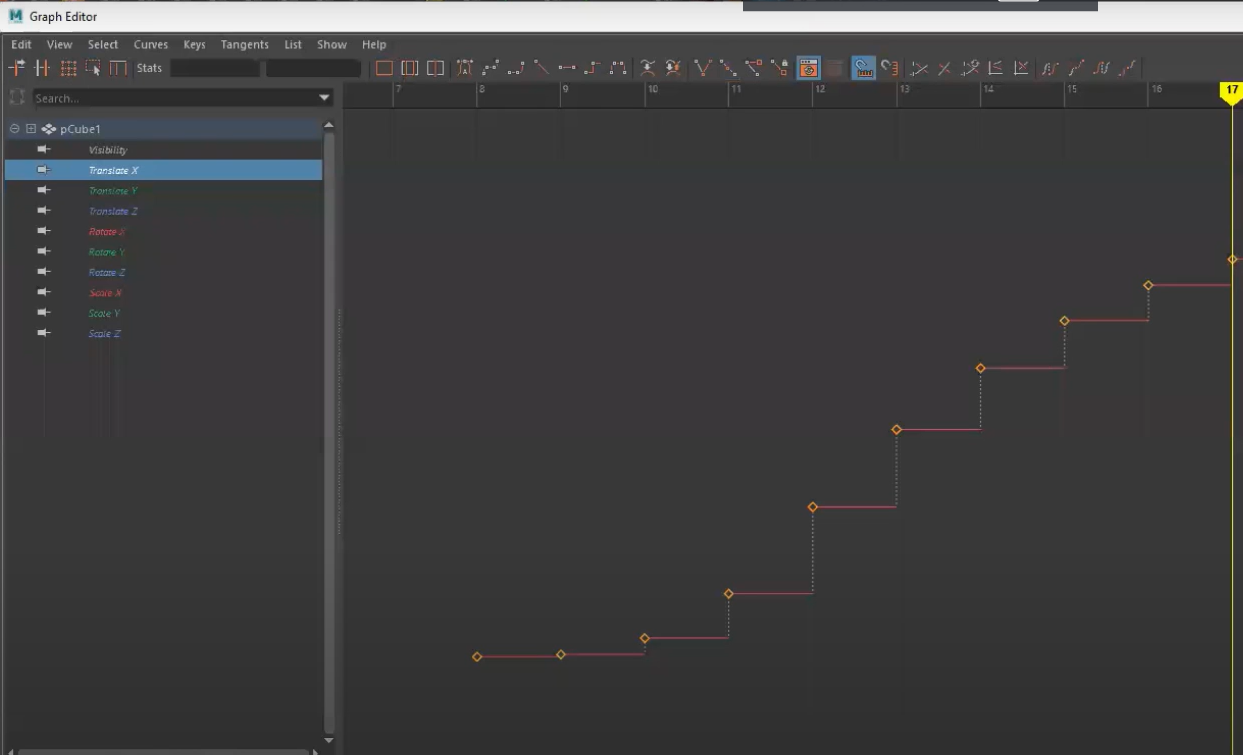 Graph Editor
Edit View Select Curves Keys Tangents List Show Help
Stats
Search...
7 8 9 10 11 12 13 14 15 16 17
pCube1
Visibility
Translate X
Translate Y
Translate Z
Rotate X
Rotate Y
Rotate Z
Scale X
Scale Y
Scale Z